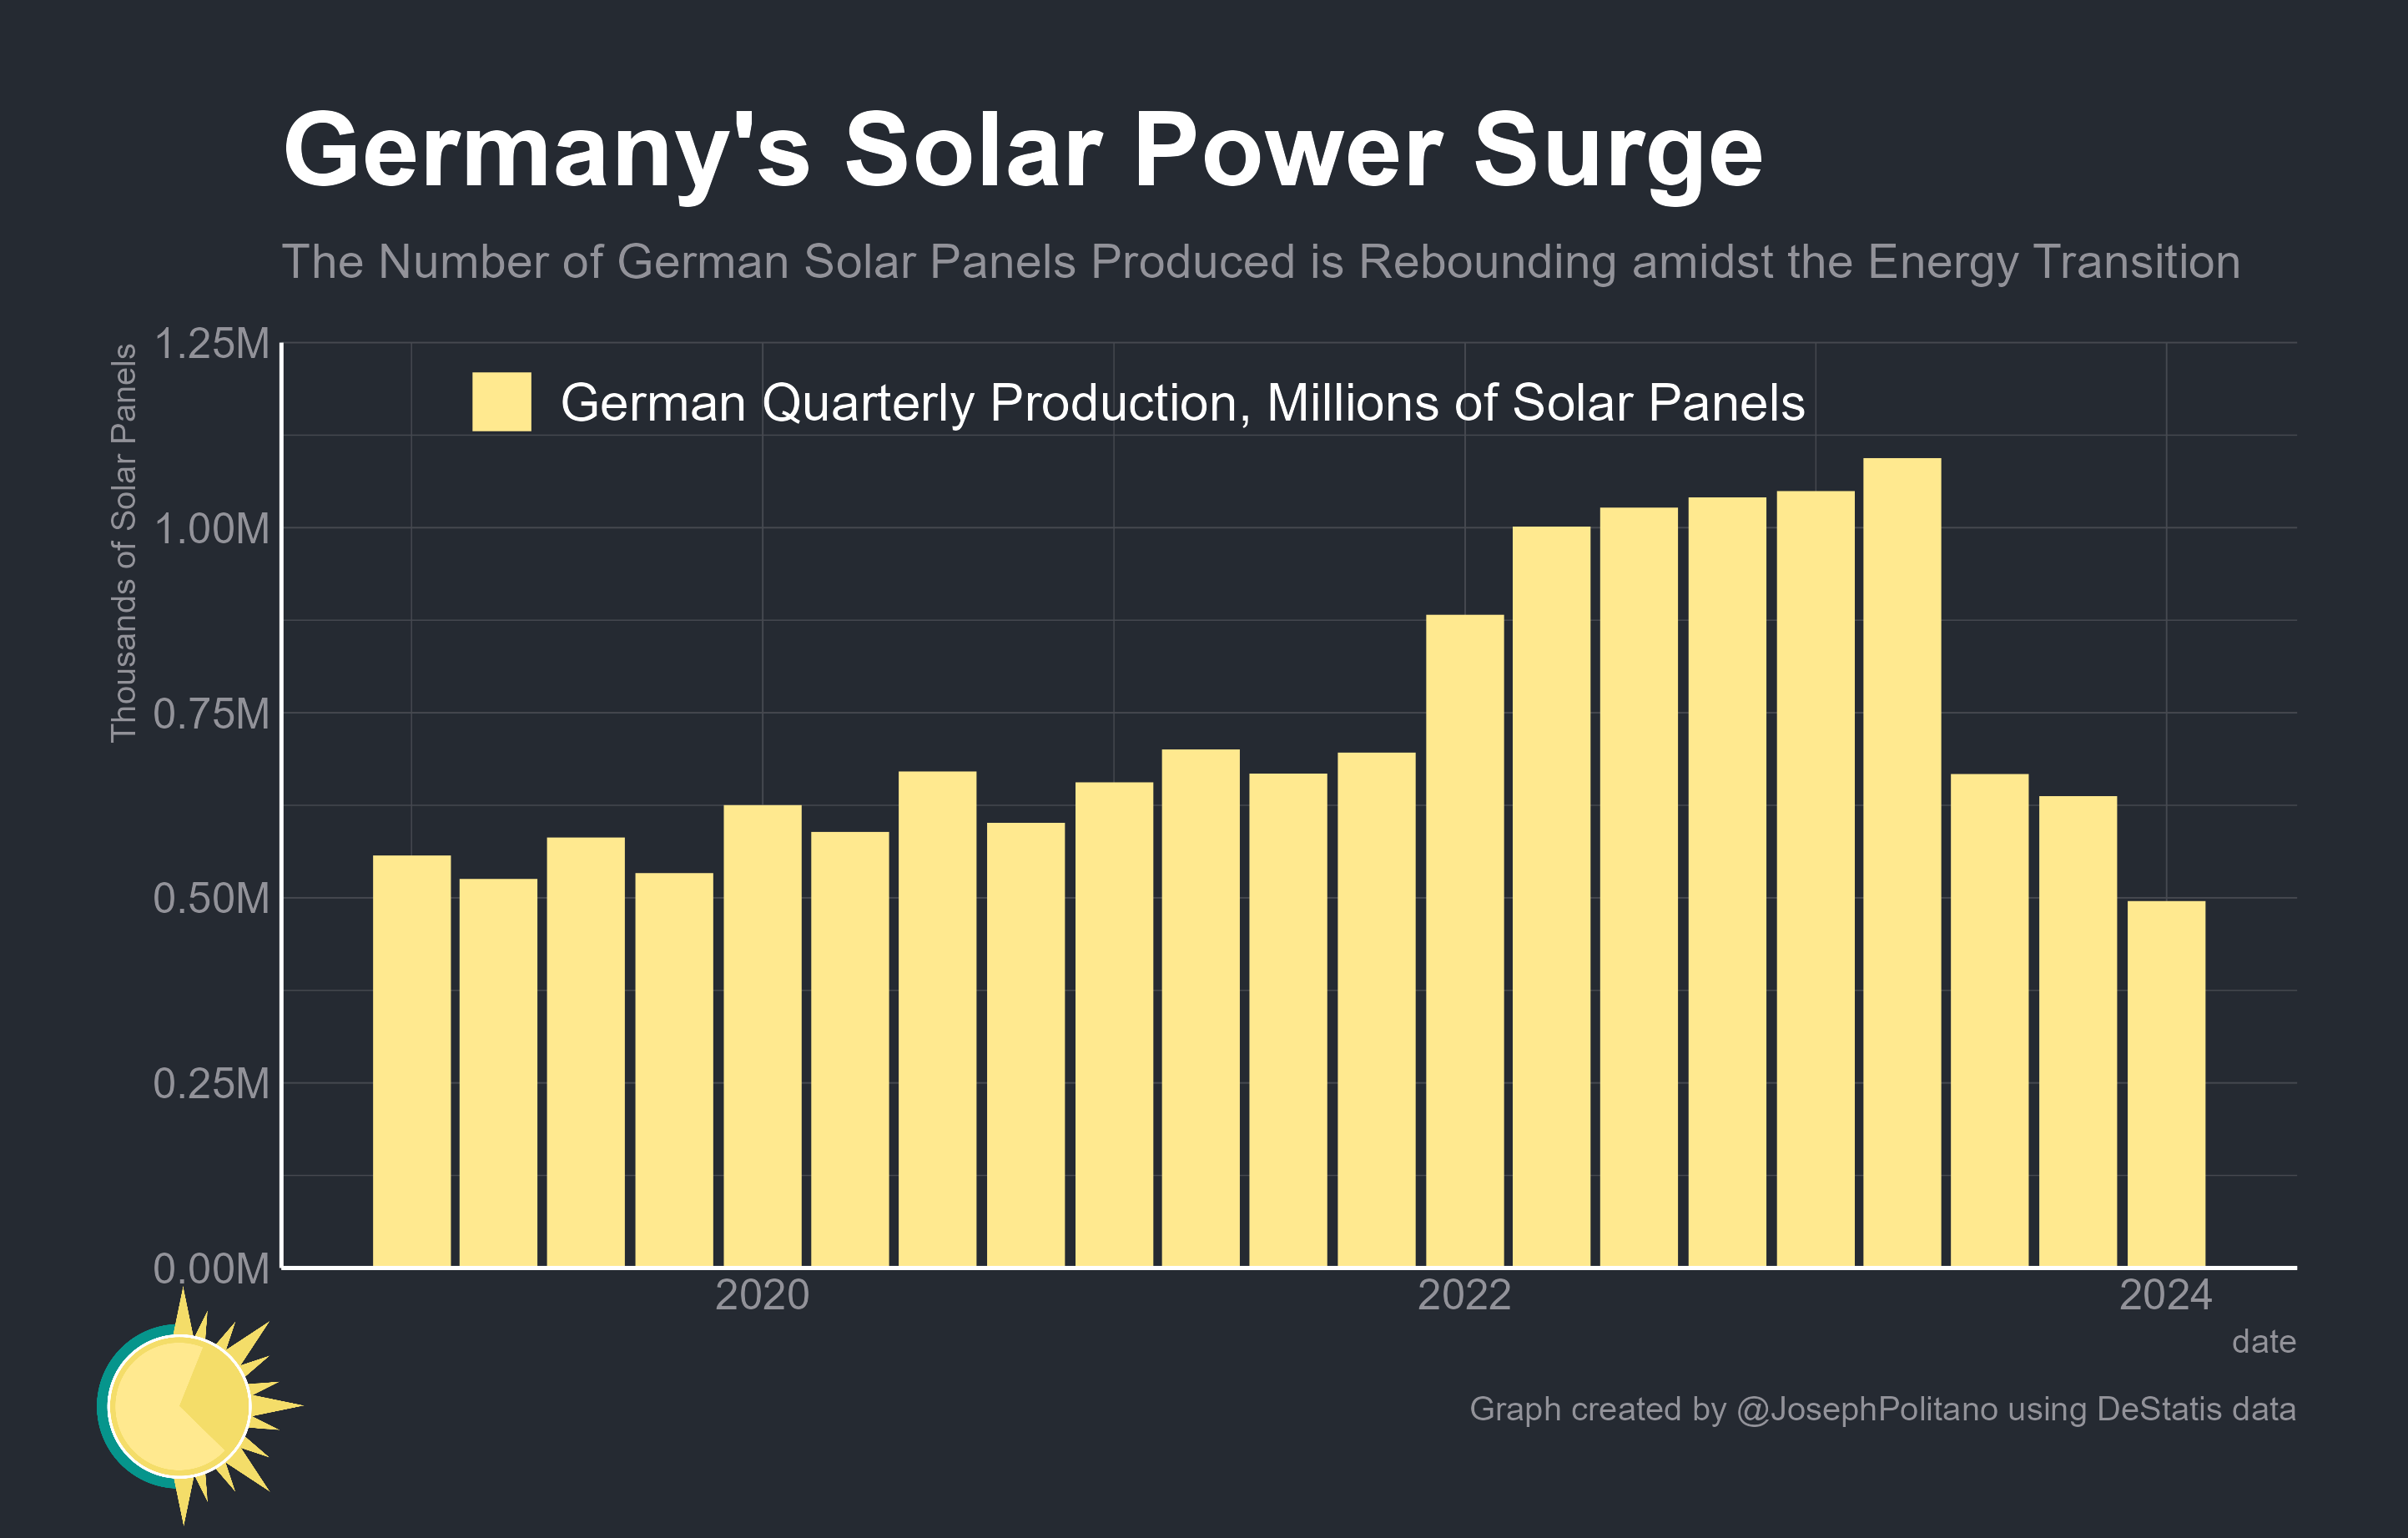 Germany's Solar Power Surge
The Number of German Solar Panels Produced is Rebounding amidst the Energy Transition
Thousands of Solar Panels
1.25M
1.00M
0.75M
0.50M
0.25M
0.00M
German Quarterly Production, Millions of Solar Panels
2020
2022
2024
date
Graph created by @JosephPolitano using DeStatis data